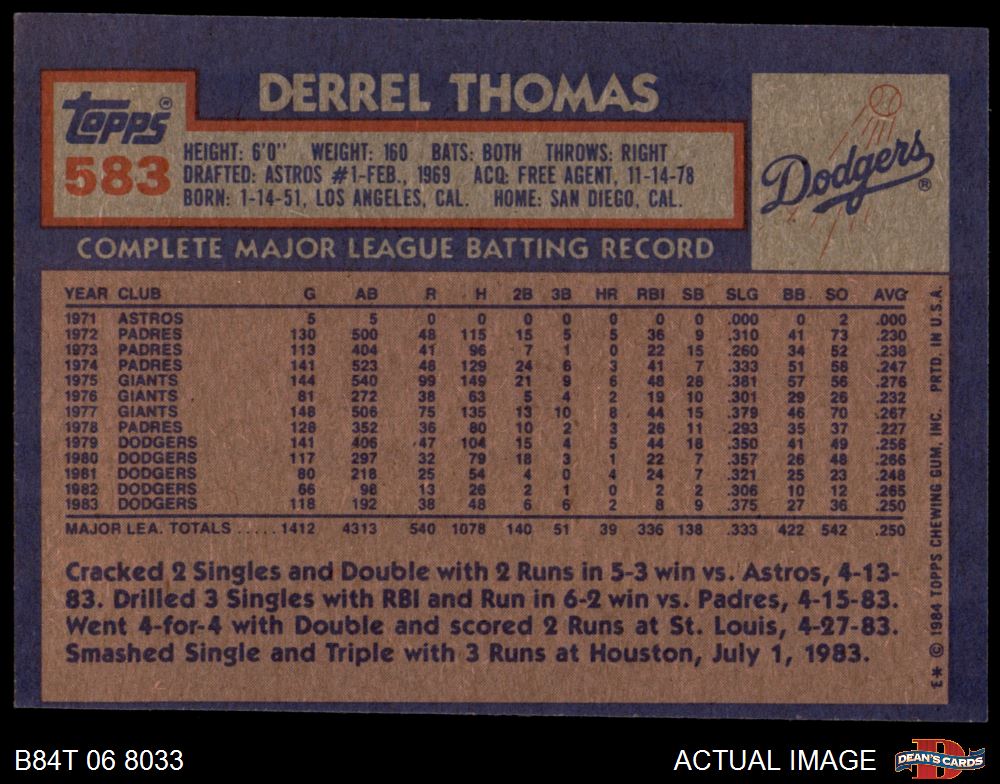 DERREL THOMAS
Topps®
583
HEIGHT: 6'0" WEIGHT: 160 BATS: BOTH THROWS: RIGHT
DRAFTED: ASTROS #1-FEB., 1969 ACQ: FREE AGENT, 11-14-78
BORN: 1-14-51, LOS ANGELES, CAL. HOME: SAN DIEGO, CAL.
Dodgers®
COMPLETE MAJOR LEAGUE BATTING RECORD
YEAR CLUB G AB R H 2B 3B HR RBI SB SLG BB SO AVG
1971 ASTROS 5 5 0 0 0 0 0 0 0 .000 0 2 .000
1972 PADRES 130 500 48 115 15 5 5 36 9 .310 41 73 .230
1973 PADRES 113 404 41 96 7 1 0 22 15 .260 34 52 .238
1974 PADRES 141 523 48 129 24 6 3 41 7 .333 51 58 .247
1975 GIANTS 144 540 99 149 21 9 6 48 28 .381 57 56 .276
1976 GIANTS 81 272 38 63 5 4 2 19 10 .301 29 26 .232
1977 GIANTS 148 506 75 135 13 10 8 44 15 .379 46 70 .267
1978 PADRES 128 352 36 80 10 2 3 26 11 .293 35 37 .227
1979 DODGERS 141 406 47 104 15 4 5 44 18 .350 41 49 .256
1980 DODGERS 117 297 32 79 18 3 1 22 7 .357 26 48 .266
1981 DODGERS 80 218 25 54 4 0 4 24 7 .321 25 23 .248
1982 DODGERS 66 98 13 26 2 1 0 2 2 .306 10 12 .265
1983 DODGERS 118 192 38 48 6 6 2 8 9 .375 27 36 .250
MAJOR LEA. TOTALS ..... 1412 4313 540 1078 140 51 39 336 138 .333 422 542 .250
Cracked 2 Singles and Double with 2 Runs in 5-3 win vs. Astros, 4-13-
83. Drilled 3 Singles with RBI and Run in 6-2 win vs. Padres, 4-15-83.
Went 4-for-4 with Double and scored 2 Runs at St. Louis, 4-27-83.
Smashed Single and Triple with 3 Runs at Houston, July 1, 1983.
E* © 1984 TOPPS CHEWING GUM, INC. PRTD. IN U.S.A.
B84T 06 8033
ACTUAL IMAGE
DEAN'S CARDS